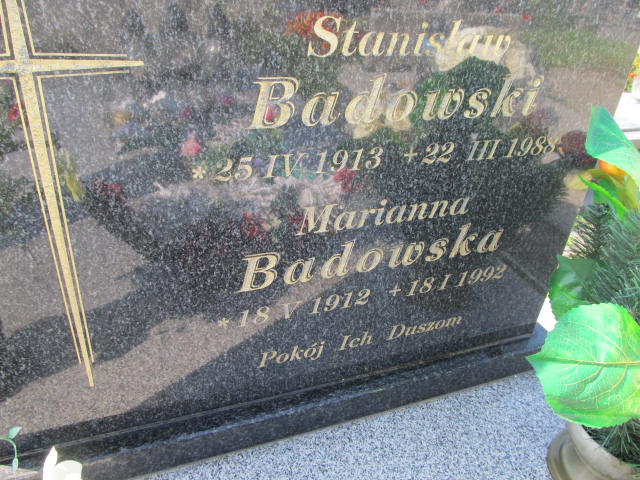 Stanisław
Badowski
* 25 IV 1913 + 22 III 1988
Marianna
Badowska
* 18 V 1912 + 18 I 1992
Pokój Ich Duszom